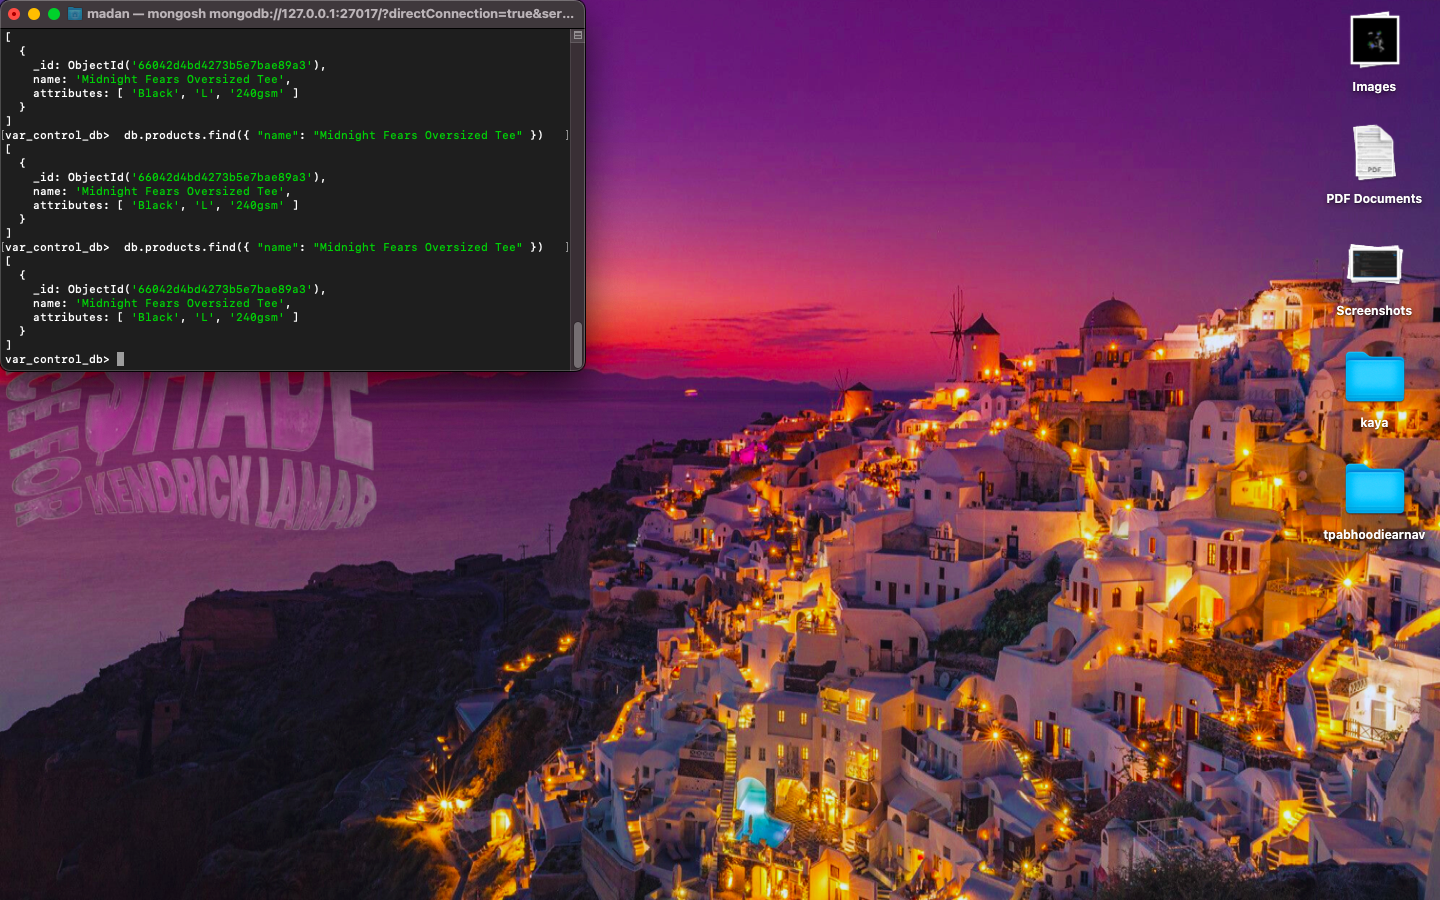 madan — mongosh mongodb://127.0.0.1:27017/?directConnection=true&ser...
[
{
_id: ObjectId('66042d4bd4273b5e7bae89a3'),
name: 'Midnight Fears Oversized Tee',
attributes: [ 'Black', 'L', '240gsm' ]
}
]
[var_control_db>  db.products.find({ "name": "Midnight Fears Oversized Tee" })   ]
[
{
_id: ObjectId('66042d4bd4273b5e7bae89a3'),
name: 'Midnight Fears Oversized Tee',
attributes: [ 'Black', 'L', '240gsm' ]
}
]
[var_control_db>  db.products.find({ "name": "Midnight Fears Oversized Tee" })   ]
[
{
_id: ObjectId('66042d4bd4273b5e7bae89a3'),
name: 'Midnight Fears Oversized Tee',
attributes: [ 'Black', 'L', '240gsm' ]
}
]
var_control_db>
SHADE
FOR
KENDRICK LAMAR
Images
PDF
PDF Documents
Screenshots
kaya
tpabhoodiearnav